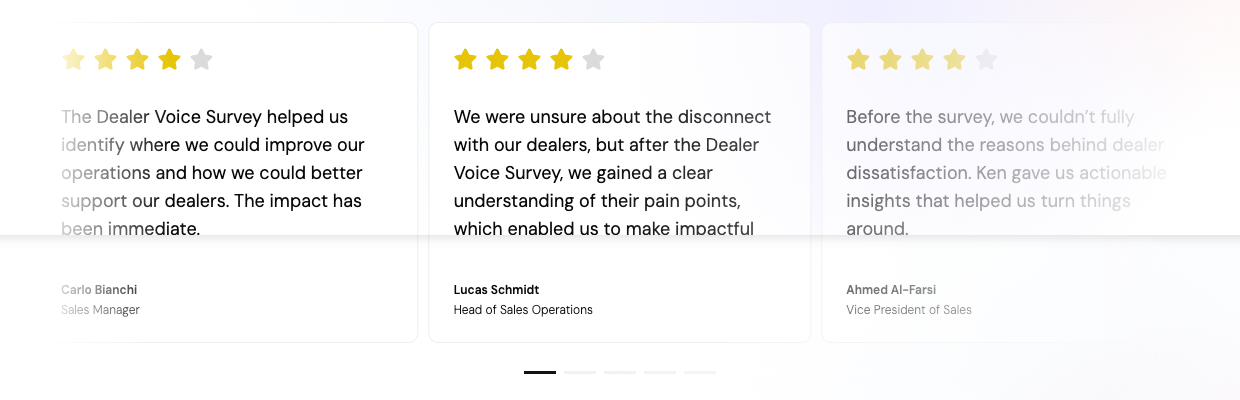 The Dealer Voice Survey helped us
identify where we could improve our
operations and how we could better
support our dealers. The impact has
been immediate.
Carlo Bianchi
Sales Manager
We were unsure about the disconnect
with our dealers, but after the Dealer
Voice Survey, we gained a clear
understanding of their pain points,
which enabled us to make impactful
Lucas Schmidt
Head of Sales Operations
Before the survey, we couldn’t fully
understand the reasons behind dealer
dissatisfaction. Ken gave us actionable
insights that helped us turn things
around.
Ahmed Al-Farsi
Vice President of Sales